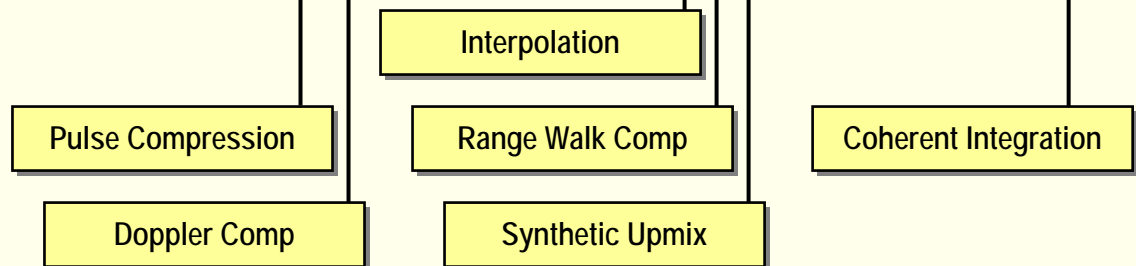 Interpolation
Pulse Compression
Range Walk Comp
Coherent Integration
Doppler Comp
Synthetic Upmix